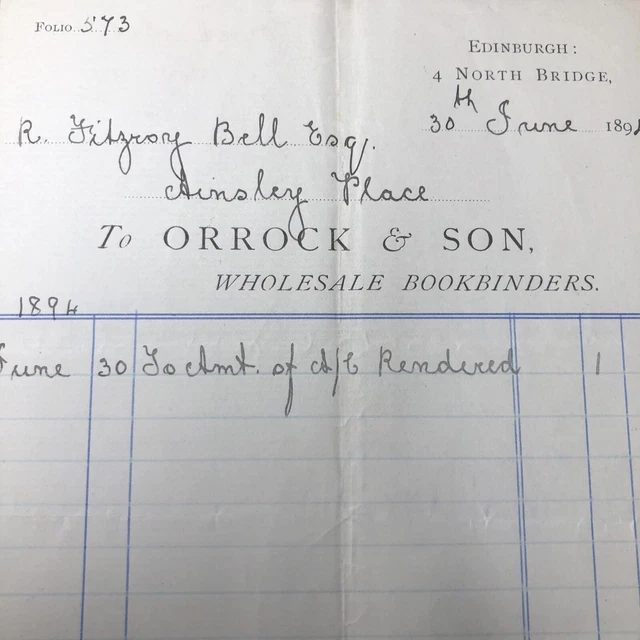 FOLIO 573
EDINBURGH:
4 NORTH BRIDGE,
30th June 189
R. Fitzroy Bell Esq.
Ainsley Place
To ORROCK & SON,
WHOLESALE BOOKBINDERS.
1894
June 30 To Amt. of A/C Rendered 1